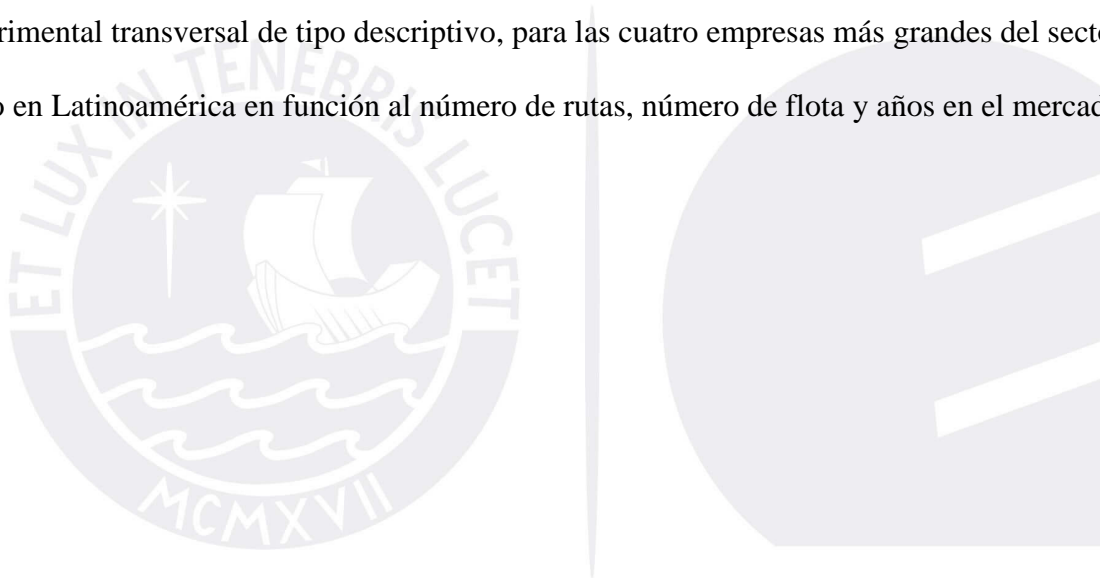 rimental transversal de tipo descriptivo, para las cuatro empresas más grandes del secto
o en Latinoamérica en función al número de rutas, número de flota y años en el merca
ET LUX IN TENEBRIS LUCET
MCMXVII